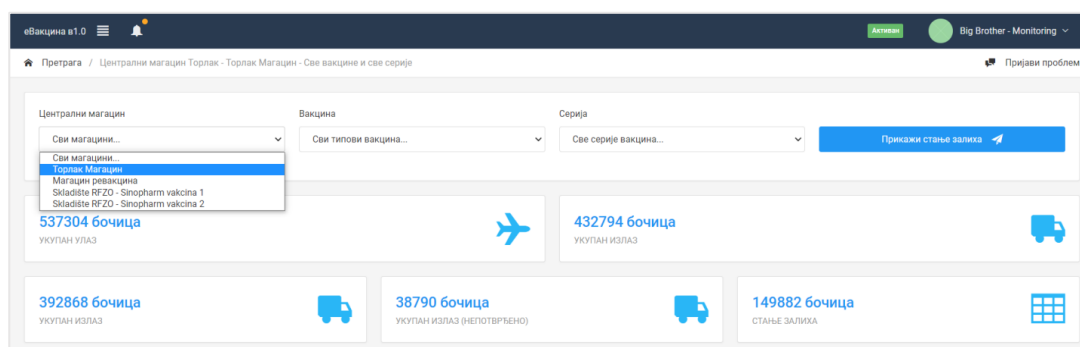 еВакцина в1.0
Активан
Big Brother - Monitoring
Претрага / Централни магацин Торлак - Торлак Магацин - Све вакцине и све серије
Пријави проблем
Централни магацин
Вакцина
Серија
Сви магацини...
Сви типови вакцина...
Све серије вакцина...
Прикажи стање залиха
Сви магацини...
Торлак Магацин
Магацин ревакцина
Skladište RFZO - Sinopharm vakcina 1
Skladište RFZO - Sinopharm vakcina 2
537304 бочица
УКУПАН УЛАЗ
432794 бочица
УКУПАН ИЗЛАЗ
392868 бочица
УКУПАН ИЗЛАЗ
38790 бочица
УКУПАН ИЗЛАЗ (НЕПОТВРЂЕНО)
149882 бочица
СТАЊЕ ЗАЛИХА